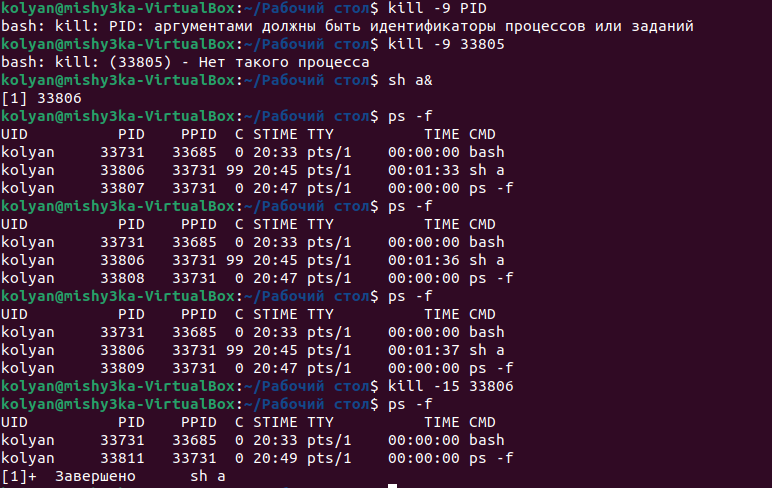 kolyan@mishy3ka-VirtualBox:~/Рабочий стол$ kill -9 PID
bash: kill: PID: аргументами должны быть идентификаторы процессов или заданий
kolyan@mishy3ka-VirtualBox:~/Рабочий стол$ kill -9 33805
bash: kill: (33805) - Нет такого процесса
kolyan@mishy3ka-VirtualBox:~/Рабочий стол$ sh a&
[1] 33806
kolyan@mishy3ka-VirtualBox:~/Рабочий стол$ ps -f
UID          PID    PPID  C STIME TTY          TIME CMD
kolyan     33731   33685  0 20:33 pts/1    00:00:00 bash
kolyan     33806   33731 99 20:45 pts/1    00:01:33 sh a
kolyan     33807   33731  0 20:47 pts/1    00:00:00 ps -f
kolyan@mishy3ka-VirtualBox:~/Рабочий стол$ ps -f
UID          PID    PPID  C STIME TTY          TIME CMD
kolyan     33731   33685  0 20:33 pts/1    00:00:00 bash
kolyan     33806   33731 99 20:45 pts/1    00:01:36 sh a
kolyan     33808   33731  0 20:47 pts/1    00:00:00 ps -f
kolyan@mishy3ka-VirtualBox:~/Рабочий стол$ ps -f
UID          PID    PPID  C STIME TTY          TIME CMD
kolyan     33731   33685  0 20:33 pts/1    00:00:00 bash
kolyan     33806   33731 99 20:45 pts/1    00:01:37 sh a
kolyan     33809   33731  0 20:47 pts/1    00:00:00 ps -f
kolyan@mishy3ka-VirtualBox:~/Рабочий стол$ kill -15 33806
kolyan@mishy3ka-VirtualBox:~/Рабочий стол$ ps -f
UID          PID    PPID  C STIME TTY          TIME CMD
kolyan     33731   33685  0 20:33 pts/1    00:00:00 bash
kolyan     33811   33731  0 20:49 pts/1    00:00:00 ps -f
[1]+  Завершено      sh a